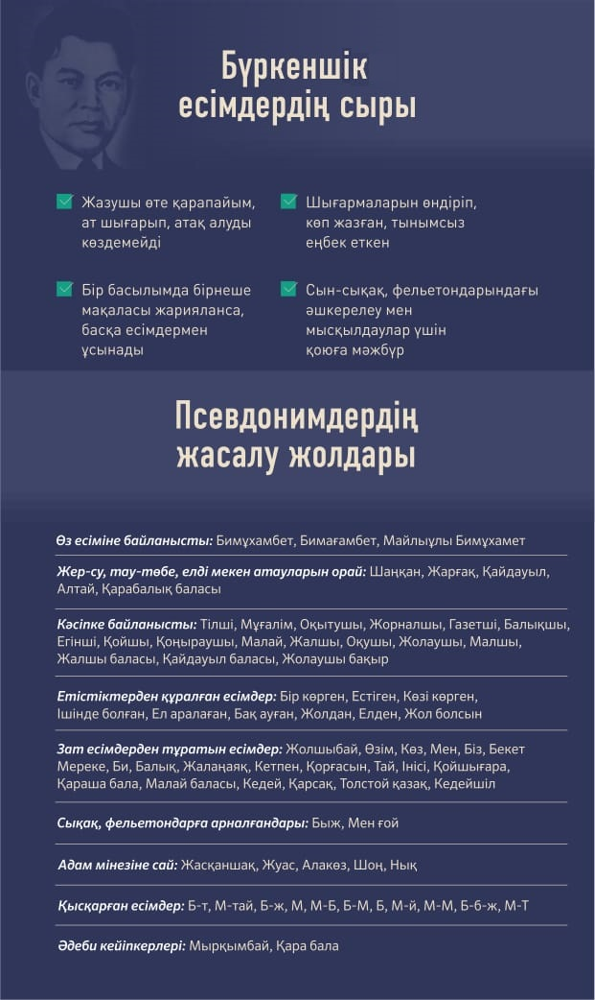 Бүркеншік
есімдердің сыры
Жазушы өте қарапайым,
ат шығарып, атақ алуды
көздемейді
Шығармаларын өндіріп,
көп жазған, тынымсыз
еңбек еткен
Бір басылымда бірнеше
мақаласы жарияланса,
басқа есімдермен
ұсынады
Сын-сықақ, фельетондарындағы
әшкерелеу мен
мысқылдаулар үшін
қоюға мәжбүр
Псевдонимдердің
жасалу жолдары
Өз есіміне байланысты: Бимұхамбет, Бимағамбет, Майлыұлы Бимұхамет
Жер-су, тау-төбе, елді мекен атауларын орай: Шаңқан, Жарғақ, Қайдауыл,
Алтай, Қарабалық баласы
Кәсіпке байланысты: Тілші, Мұғалім, Оқытушы, Жорналшы, Газетші, Балықшы,
Егінші, Қойшы, Қоңыраушы, Малай, Жалшы, Оқушы, Жолаушы, Малшы,
Жалшы баласы, Қайдауыл баласы, Жолаушы бақыр
Етістіктерден құралған есімдер: Бір көрген, Естіген, Көзі көрген,
Ішінде болған, Ел аралаған, Бақ ауған, Жолдан, Елден, Жол болсын
Зат есімдерден тұратын есімдер: Жолшыбай, Өзім, Көз, Мен, Біз, Бекет
Мереке, Би, Балық, Жалаңаяқ, Кетпен, Қорғасын, Тай, Інісі, Қойшығара,
Қараша бала, Малай баласы, Кедей, Қарсақ, Толстой қазақ, Кедейшіл
Сықақ, фельетондарға арналғандары: Быж, Мен ғой
Адам мінезіне сай: Жасқаншақ, Жуас, Алакөз, Шоң, Нық
Қысқарған есімдер: Б-т, М-тай, Б-ж, М, М-Б, Б-М, Б, М-й, М-М, Б-б-ж, М-Т
Әдеби кейіпкерлері: Мырқымбай, Қара бала